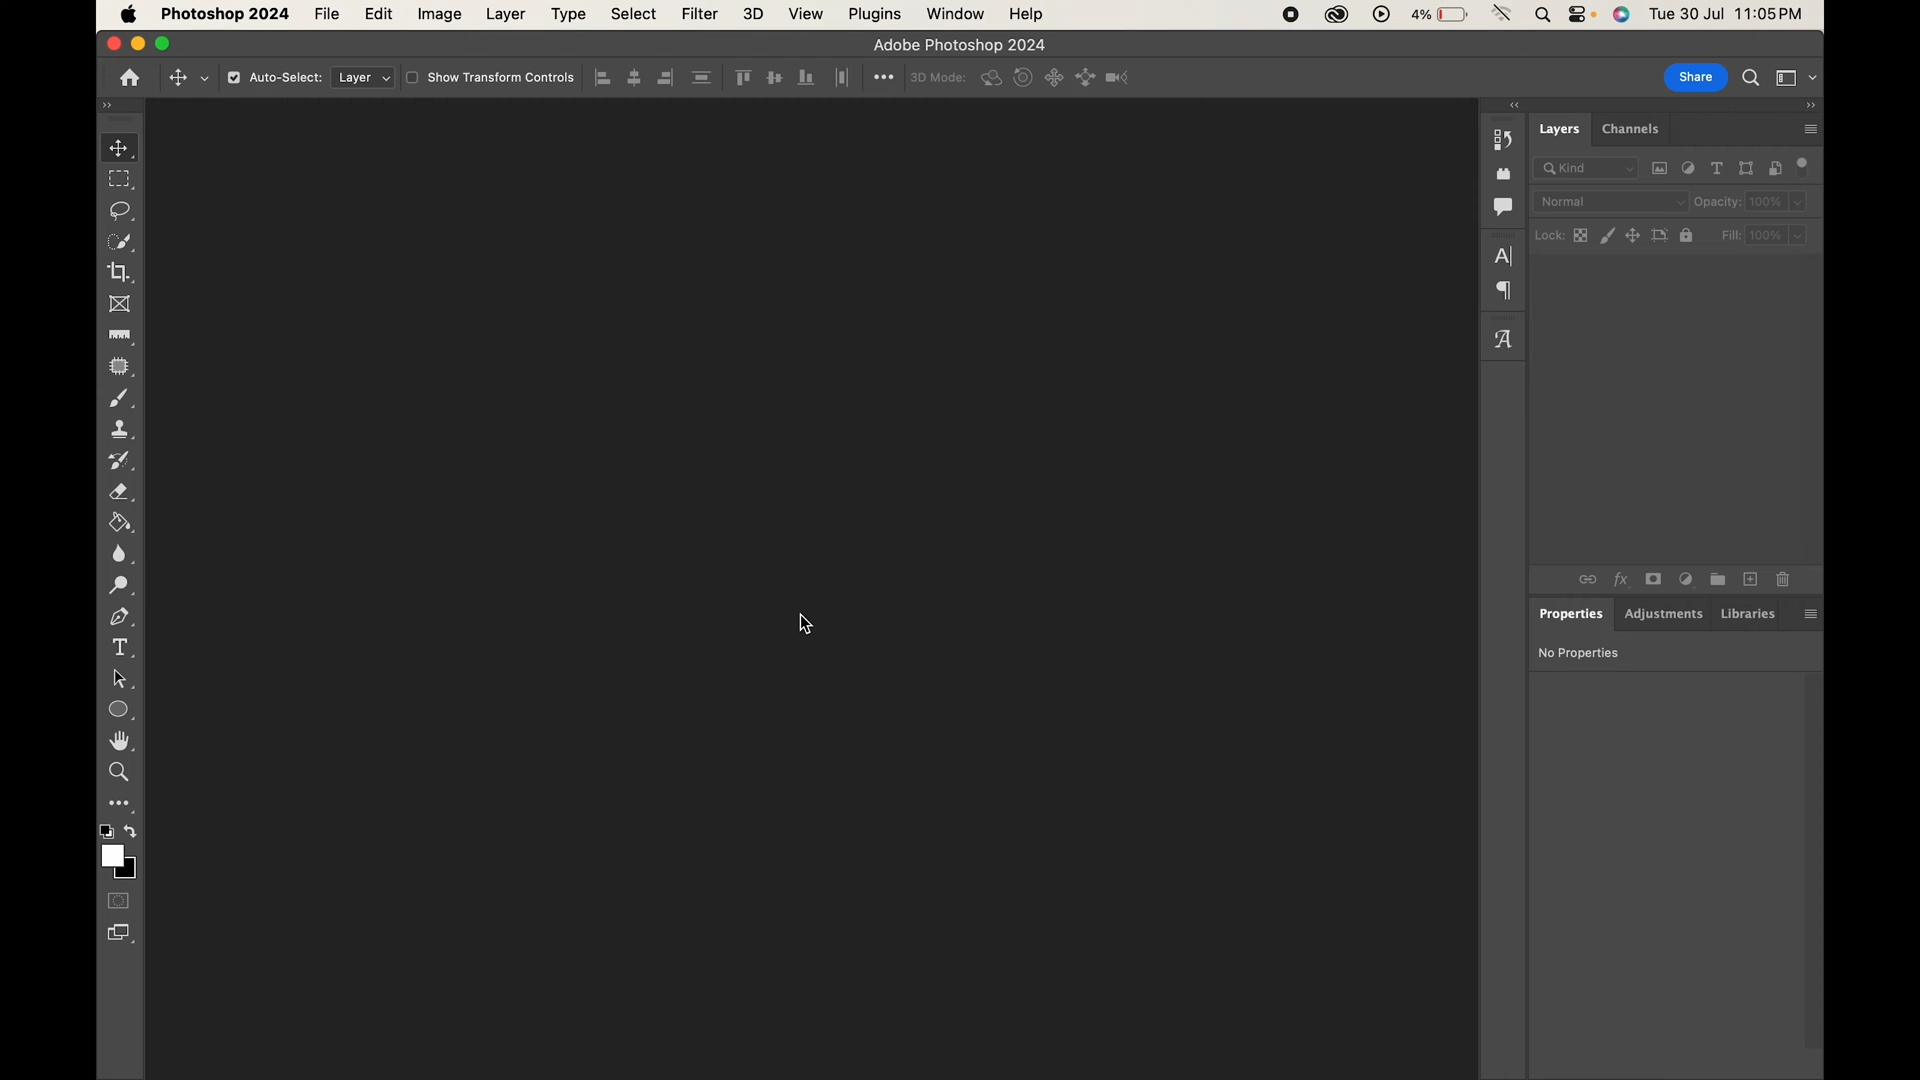 Photoshop 2024 File Edit Image Layer Type Select Filter 3D View Plugins Window Help 4% Tue 30 Jul 11:05 PM
Adobe Photoshop 2024
Auto-Select: Layer Show Transform Controls 3D Mode: Share
Layers Channels
Kind
Normal Opacity: 100%
Lock: Fill: 100%
Properties Adjustments Libraries
No Properties